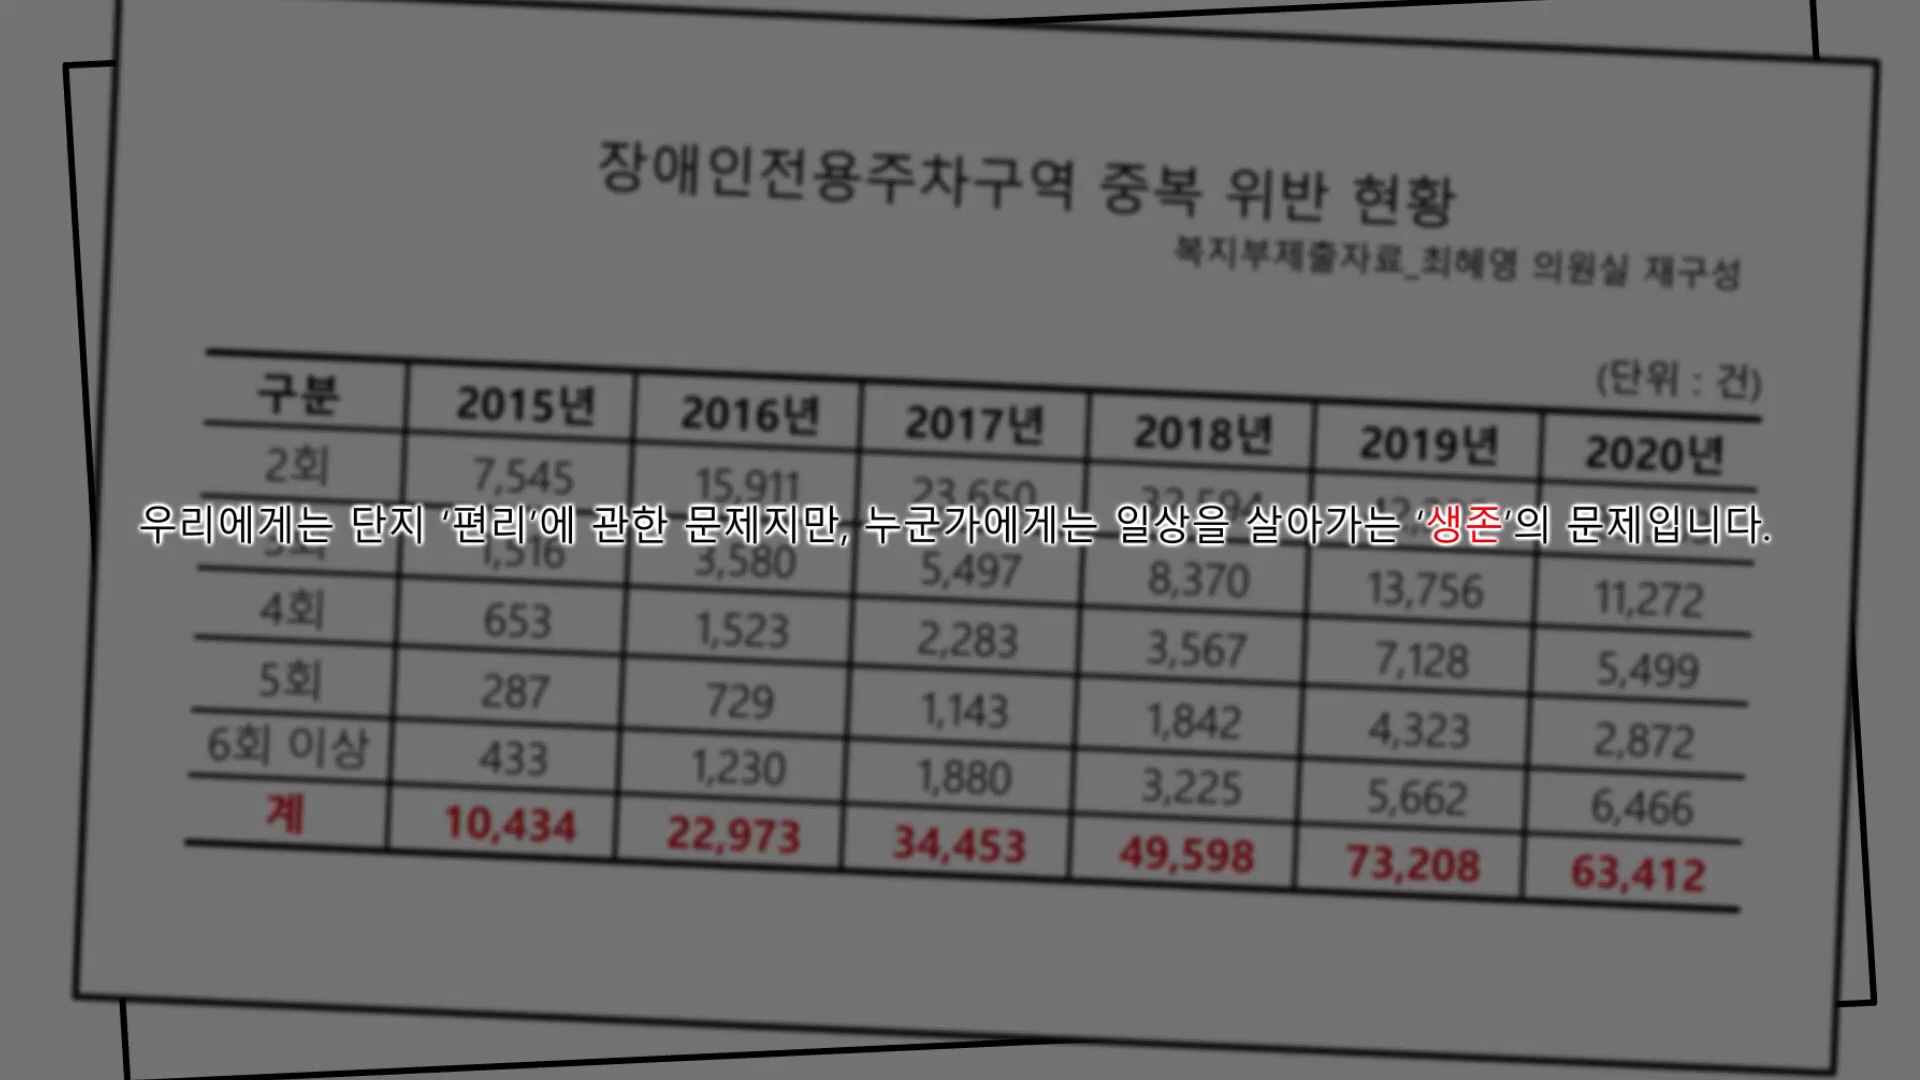 장애인전용주차구역 중복 위반 현황
복지부제출자료_최혜영 의원실 재구성
(단위 : 건)
구분 2015년 2016년 2017년 2018년 2019년 2020년
2회 7,545 15,911 23,650 32,594
우리에게는 단지 ‘편리’에 관한 문제지만, 누군가에게는 일상을 살아가는 ‘생존’의 문제입니다.
3회 1,516 3,580 5,497 8,370 13,756 11,272
4회 653 1,523 2,283 3,567 7,128 5,499
5회 287 729 1,143 1,842 4,323 2,872
6회 이상 433 1,230 1,880 3,225 5,662 6,466
계 10,434 22,973 34,453 49,598 73,208 63,412